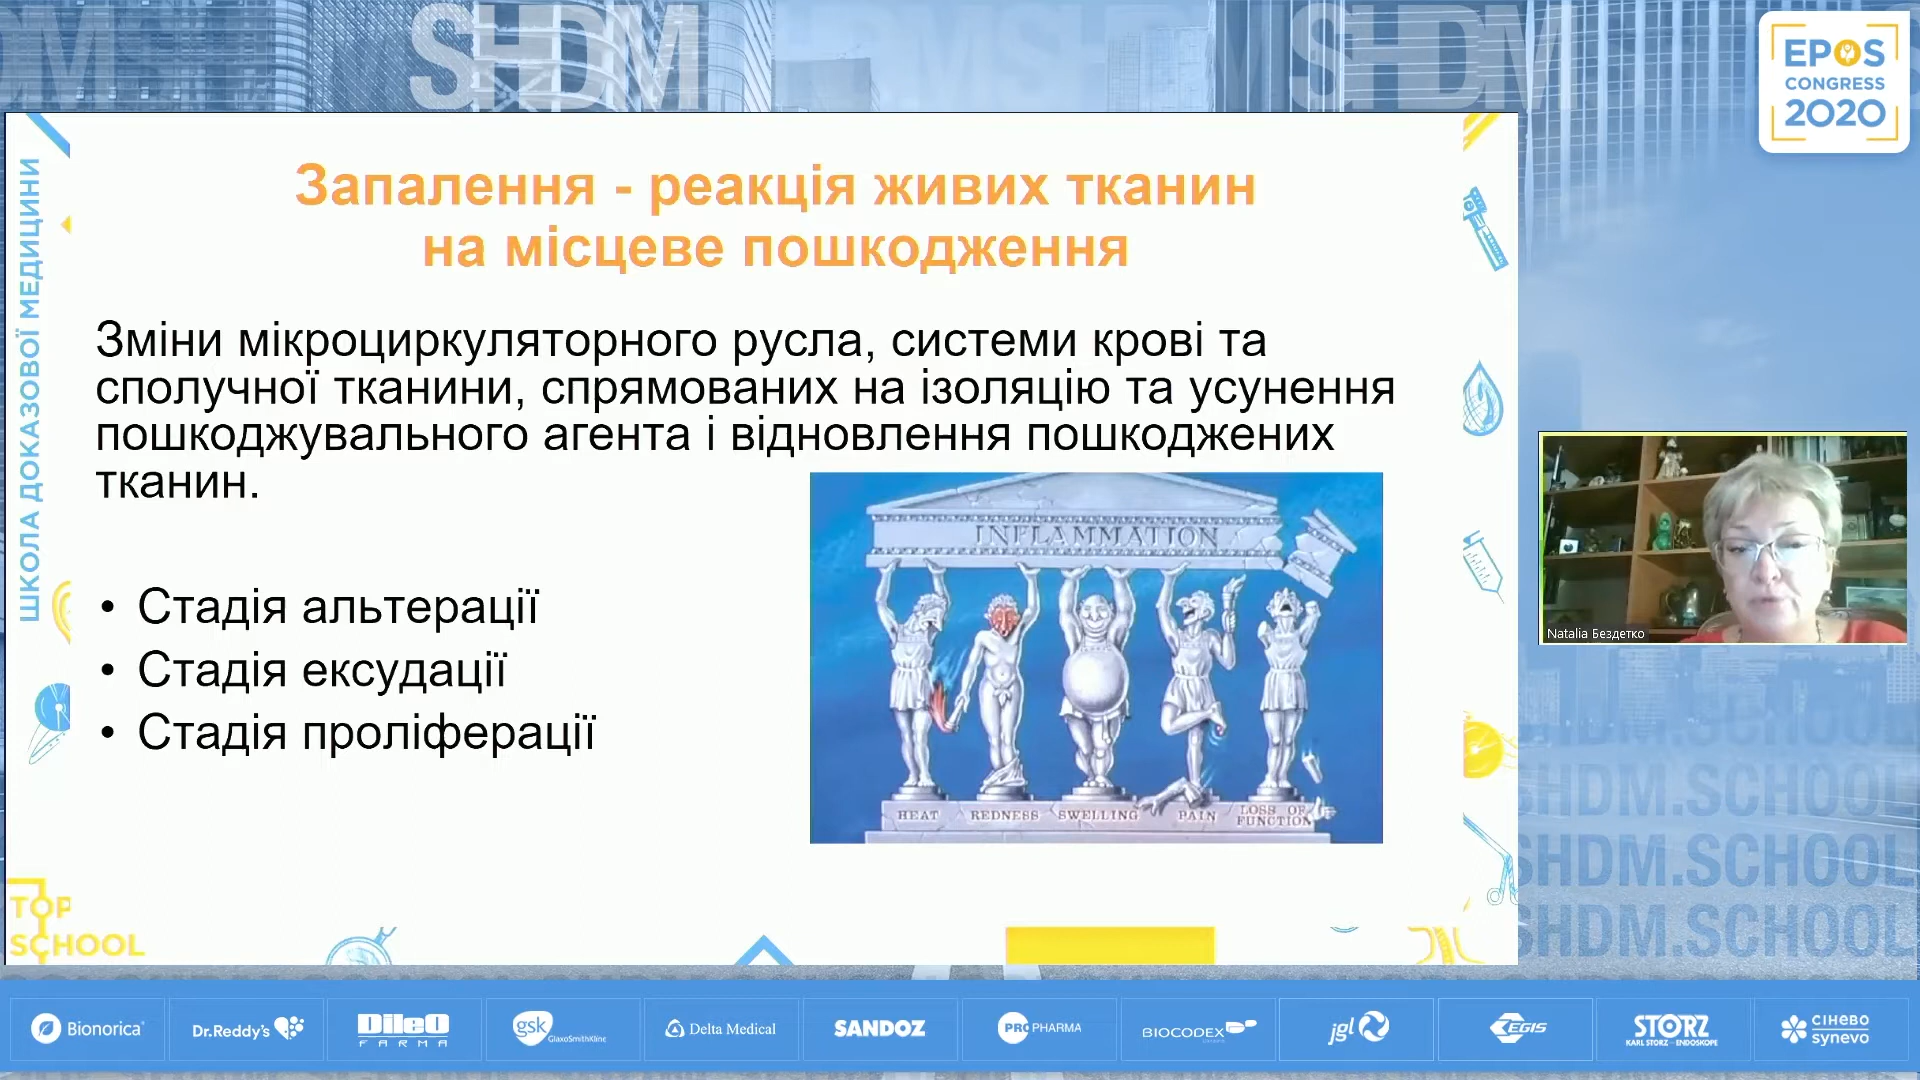 SHDM
EPOS
CONGRESS
2020
ШКОЛА ДОКАЗОВОЇ МЕДИЦИНИ
Запалення - реакція живих тканин
на місцеве пошкодження
Зміни мікроциркуляторного русла, системи крові та
сполучної тканини, спрямованих на ізоляцію та усунення
пошкоджувального агента і відновлення пошкоджених
тканин.
• Стадія альтерації
• Стадія ексудації
• Стадія проліферації
INFLAMMATION
HEAT REDNESS SWELLING PAIN LOSS OF
FUNCTION
Natalia Бездетко
SHDM.SCHOOL
SHDM.SCHOOL
SHDM.SCHOOL
TOP
SCHOOL
Bionorica
Dr.Reddy's
DileO
FARMA
gsk
GlaxoSmithKline
Delta Medical
SANDOZ
PRO PHARMA
BIOCODEX
jgl
EGIS
STORZ
KARL STORZ—ENDOSKOPE
СІНЕВО
synevo